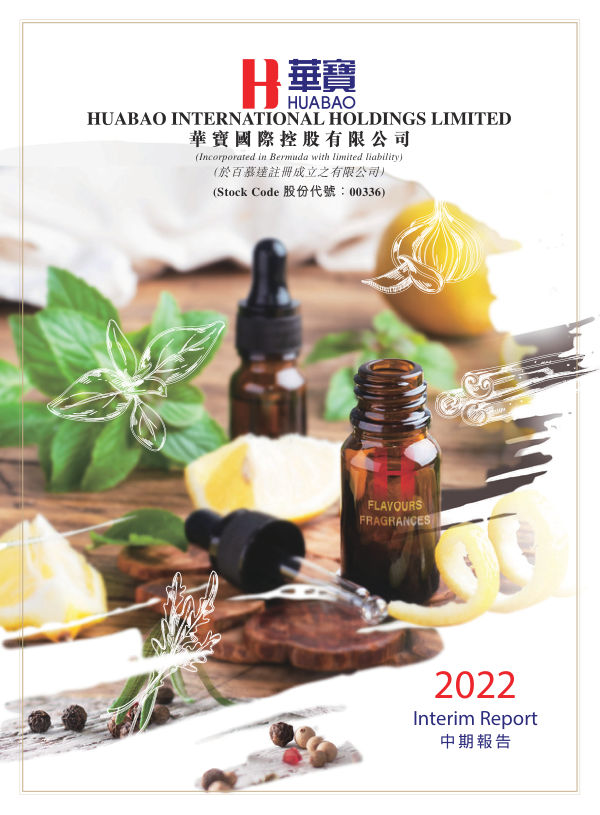 華寶
HUABAO
HUABAO INTERNATIONAL HOLDINGS LIMITED
華寶國際控股有限公司
(Incorporated in Bermuda with limited liability)
(於百慕達註冊成立之有限公司)
(Stock Code 股份代號：00336)
FLAVOURS
FRAGRANCES
2022
Interim Report
中期報告